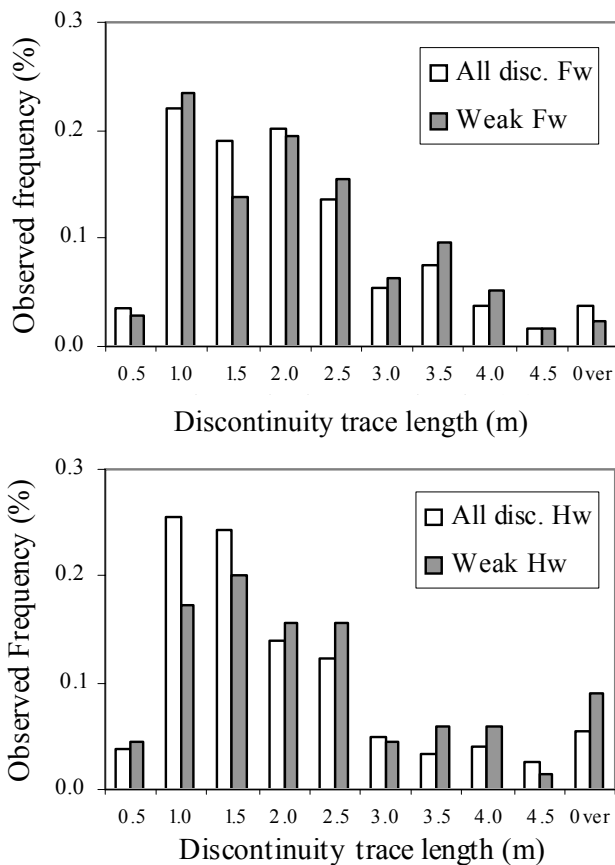 0.3
0.2
0.1
0.0
Observed frequency (%)
All disc. Fw
Weak Fw
0.5 1.0 1.5 2.0 2.5 3.0 3.5 4.0 4.5 0ver
Discontinuity trace length (m)
0.3
0.2
0.1
0.0
Observed Frequency (%)
All disc. Hw
Weak Hw
0.5 1.0 1.5 2.0 2.5 3.0 3.5 4.0 4.5 0ver
Discontinuity trace length (m)